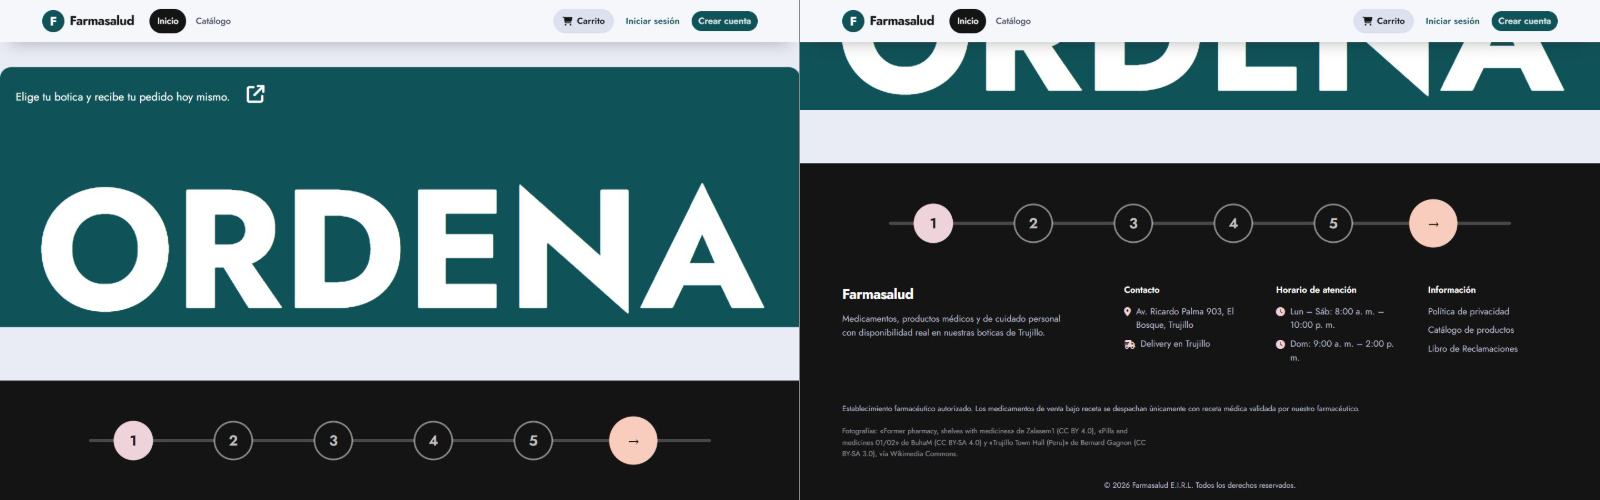 F Farmasalud Inicio Catálogo Carrito Iniciar sesión Crear cuenta
Elige tu botica y recibe tu pedido hoy mismo.
ORDENA
1 2 3 4 5 →
F Farmasalud Inicio Catálogo Carrito Iniciar sesión Crear cuenta
ORDENA
1 2 3 4 5 →
Farmasalud
Medicamentos, productos médicos y de cuidado personal
con disponibilidad real en nuestras boticas de Trujillo.
Contacto
Av. Ricardo Palma 903, El
Bosque, Trujillo
Delivery en Trujillo
Horario de atención
Lun – Sáb: 8:00 a. m. –
10:00 p. m.
Dom: 9:00 a. m. – 2:00 p.
m.
Información
Política de privacidad
Catálogo de productos
Libro de Reclamaciones
Establecimiento farmacéutico autorizado. Los medicamentos de venta bajo receta se despachan únicamente con receta médica validada por nuestro farmacéutico.
Fotografías: «Former pharmacy, shelves with medicines» de Zalasem1 (CC BY 4.0), «Pills and
medicines 01/02» de BuhaM (CC BY-SA 4.0) y «Trujillo Town Hall (Peru)» de Bernard Gagnon (CC
BY-SA 3.0), vía Wikimedia Commons.
© 2026 Farmasalud E.I.R.L. Todos los derechos reservados.